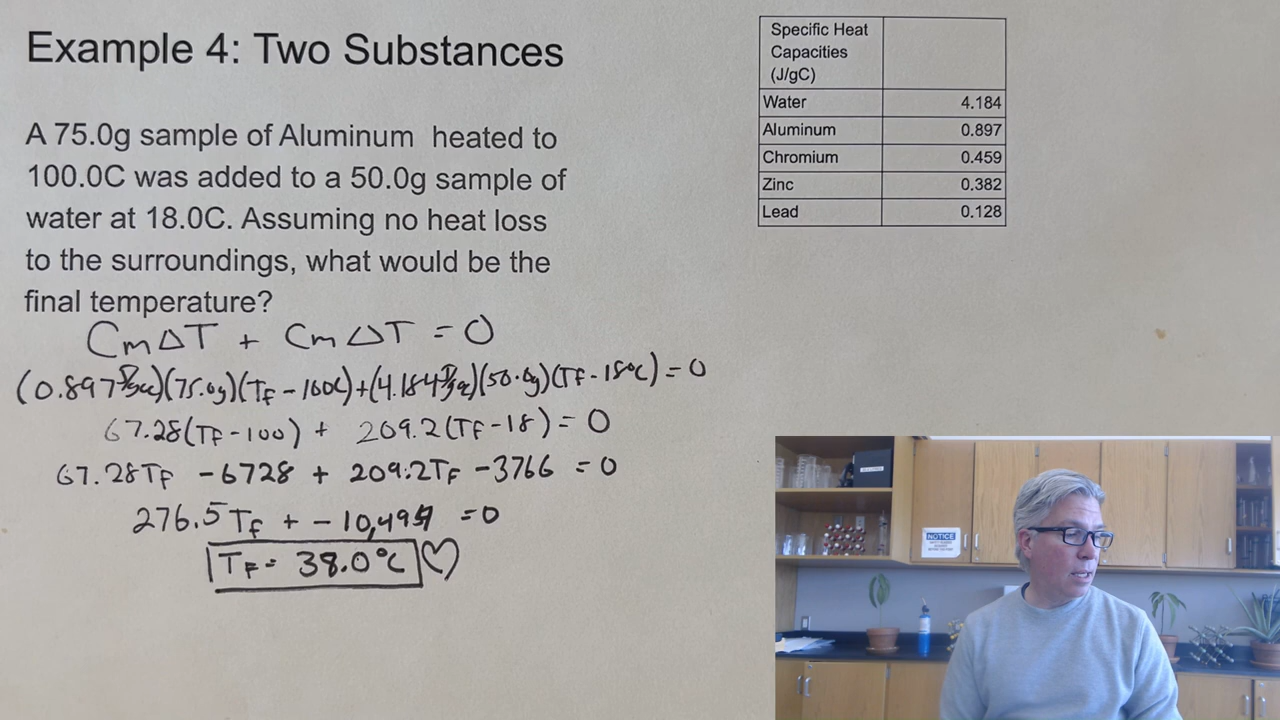 Example 4: Two Substances
A 75.0g sample of Aluminum heated to
100.0C was added to a 50.0g sample of
water at 18.0C. Assuming no heat loss
to the surroundings, what would be the
final temperature?
CmΔT + CmΔT = 0
(0.897 J/g°C)(75.0g)(TF - 100°C)+(4.184 J/g°C)(50.0g)(TF - 18°C) = 0
67.28(TF - 100) + 209.2(TF - 18) = 0
67.28TF - 6728 + 209.2TF - 3766 = 0
276.5TF + - 10,494 = 0
TF = 38.0°C ♡
Specific Heat
Capacities
(J/gC)
Water 4.184
Aluminum 0.897
Chromium 0.459
Zinc 0.382
Lead 0.128
NOTICE